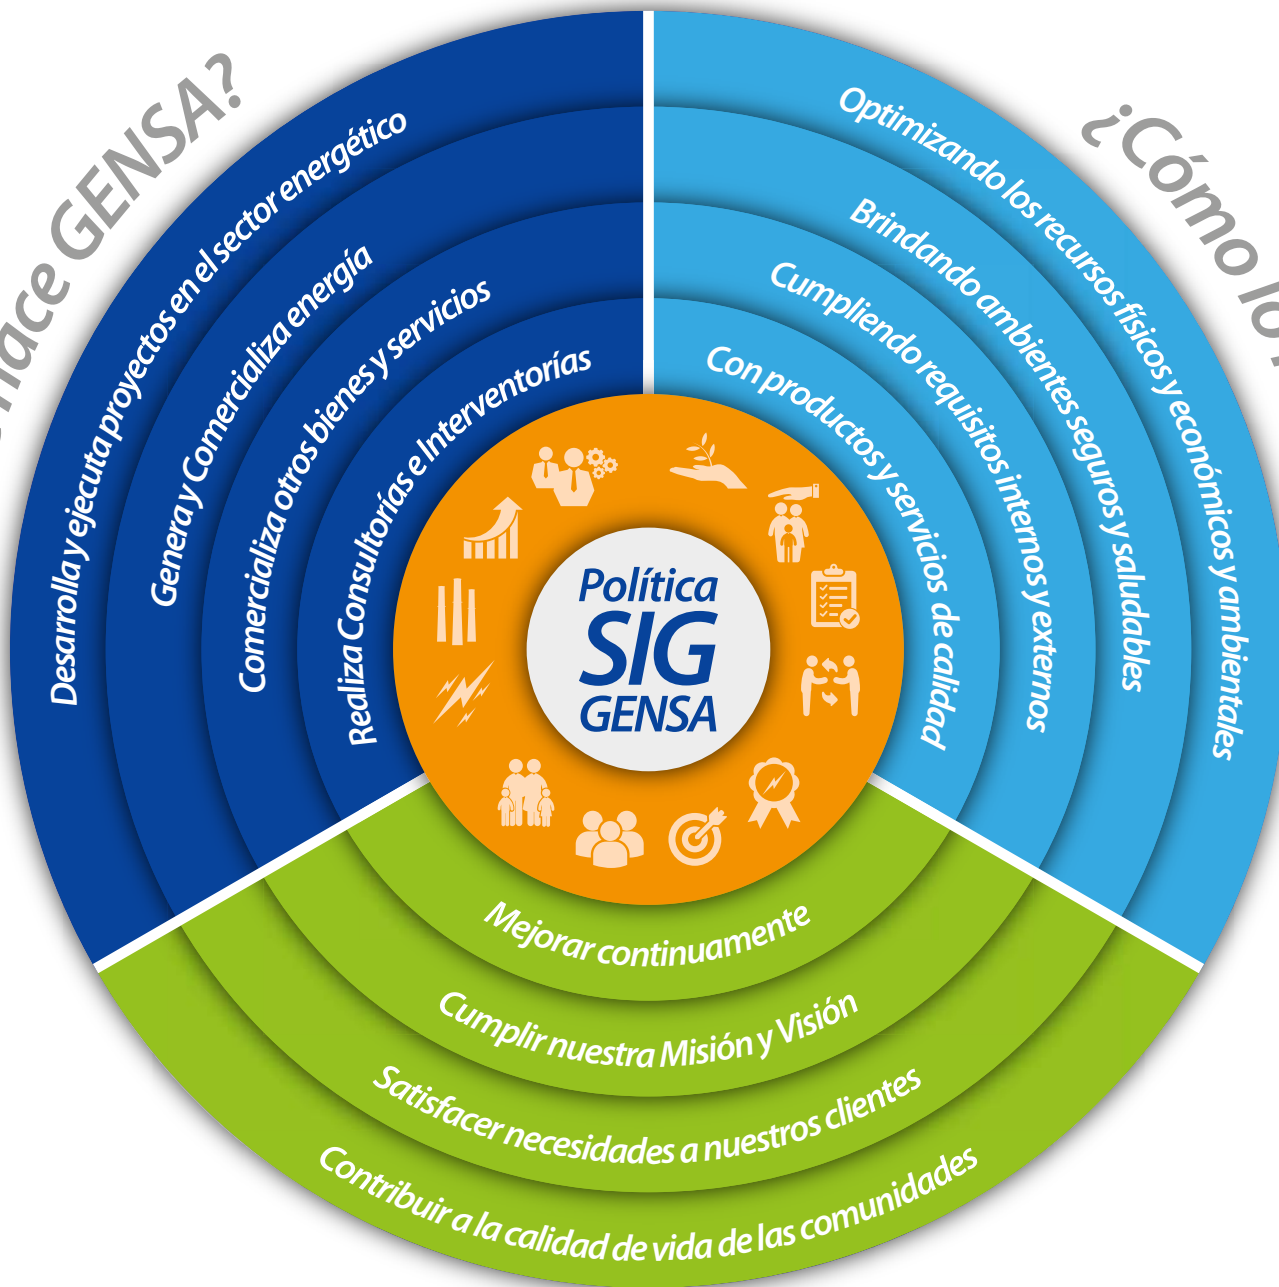 hace GENSA?
Desarrolla y ejecuta proyectos en el sector energético
Genera y Comercializa energía
Comercializa otros bienes y servicios
Realiza Consultorías e Interventorías
¿Cómo lo
Optimizando los recursos físicos y económicos y ambientales
Brindando ambientes seguros y saludables
Cumpliendo requisitos internos y externos
Con productos y servicios de calidad
Política
SIG
GENSA
Mejorar continuamente
Cumplir nuestra Misión y Visión
Satisfacer necesidades a nuestros clientes
Contribuir a la calidad de vida de las comunidades